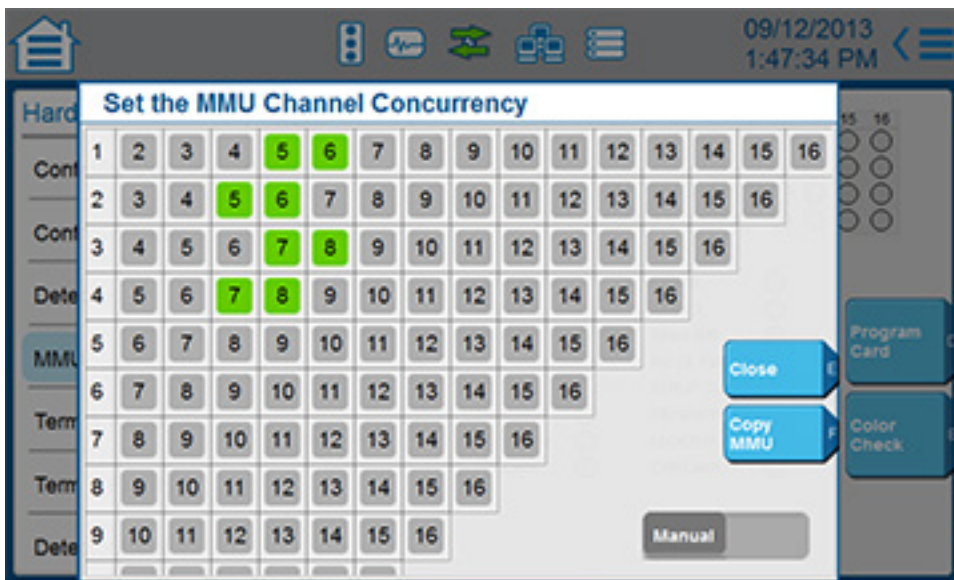 09/12/2013
1:47:34 PM
Set the MMU Channel Concurrency
Hard
15 16
1 2 3 4 5 6 7 8 9 10 11 12 13 14 15 16
Cont
2 3 4 5 6 7 8 9 10 11 12 13 14 15 16
Cont
3 4 5 6 7 8 9 10 11 12 13 14 15 16
Dete
4 5 6 7 8 9 10 11 12 13 14 15 16
MMU
5 6 7 8 9 10 11 12 13 14 15 16
Close E
Program
Card
6 7 8 9 10 11 12 13 14 15 16
Term
7 8 9 10 11 12 13 14 15 16
Copy
MMU F
Color
Check
Term
8 9 10 11 12 13 14 15 16
Dete
9 10 11 12 13 14 15 16
Manual